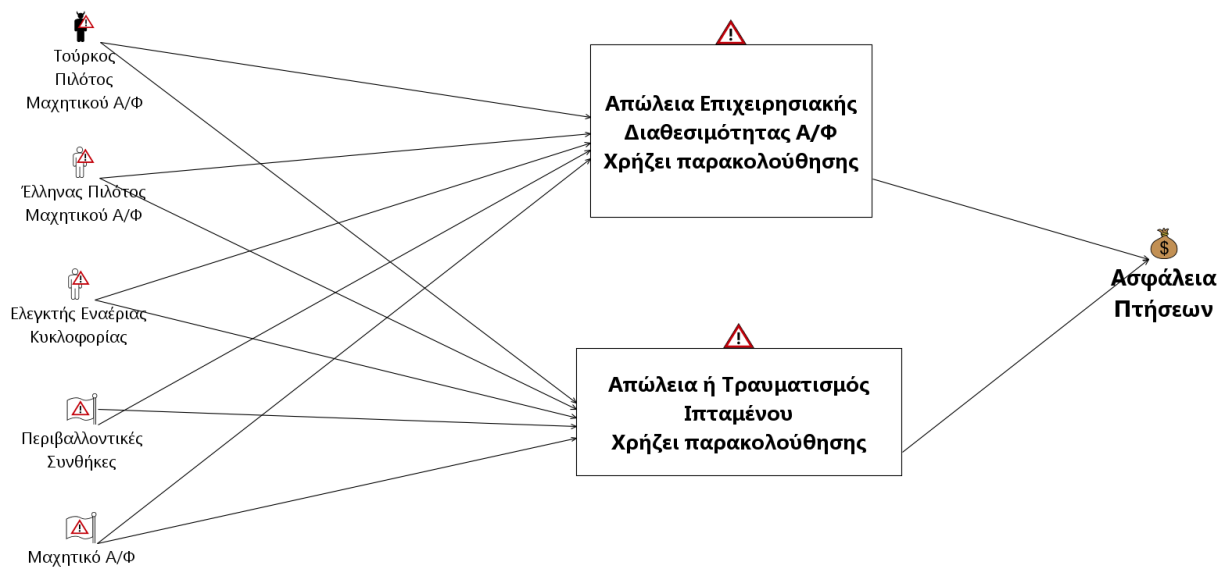 Τούρκος
Πιλότος
Μαχητικού Α/Φ
Έλληνας Πιλότος
Μαχητικού Α/Φ
Ελεγκτής Εναέριας
Κυκλοφορίας
Περιβαλλοντικές
Συνθήκες
Μαχητικό Α/Φ
Απώλεια Επιχειρησιακής
Διαθεσιμότητας Α/Φ
Χρήζει παρακολούθησης
Απώλεια ή Τραυματισμός
Ιπταμένου
Χρήζει παρακολούθησης
$
Ασφάλεια
Πτήσεων